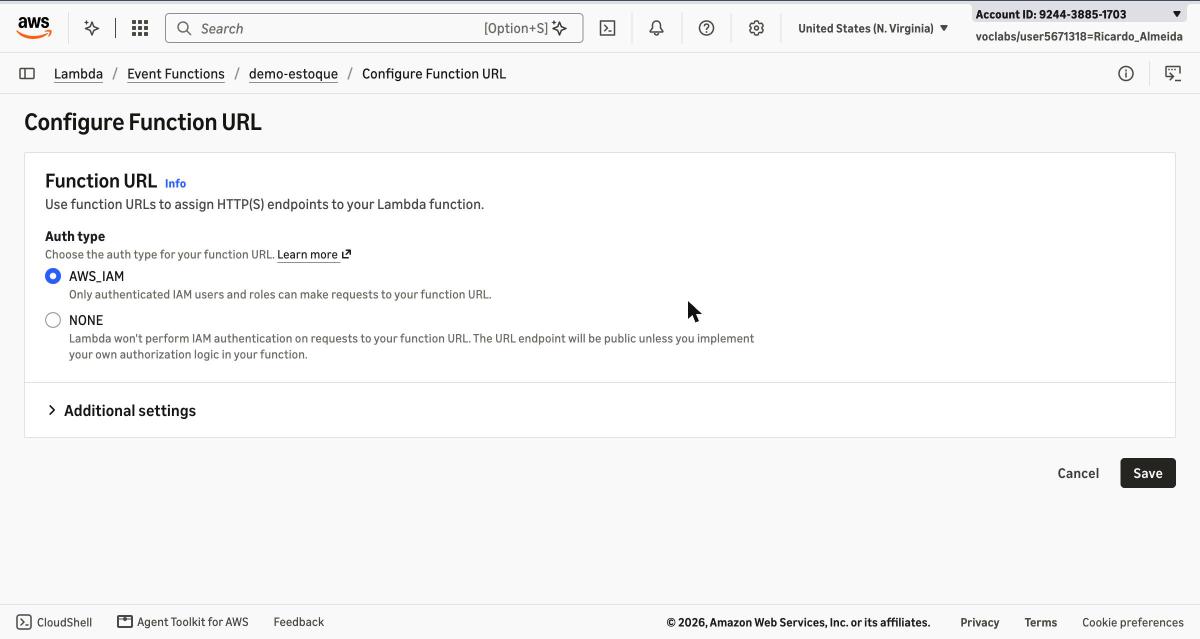 aws
Search [Option+S]
United States (N. Virginia)
Account ID: 9244-3885-1703
voclabs/user5671318=Ricardo_Almeida
Lambda / Event Functions / demo-estoque / Configure Function URL
Configure Function URL
Function URL Info
Use function URLs to assign HTTP(S) endpoints to your Lambda function.
Auth type
Choose the auth type for your function URL. Learn more
AWS_IAM
Only authenticated IAM users and roles can make requests to your function URL.
NONE
Lambda won't perform IAM authentication on requests to your function URL. The URL endpoint will be public unless you implement
your own authorization logic in your function.
Additional settings
Cancel Save
CloudShell Agent Toolkit for AWS Feedback © 2026, Amazon Web Services, Inc. or its affiliates. Privacy Terms Cookie preferences